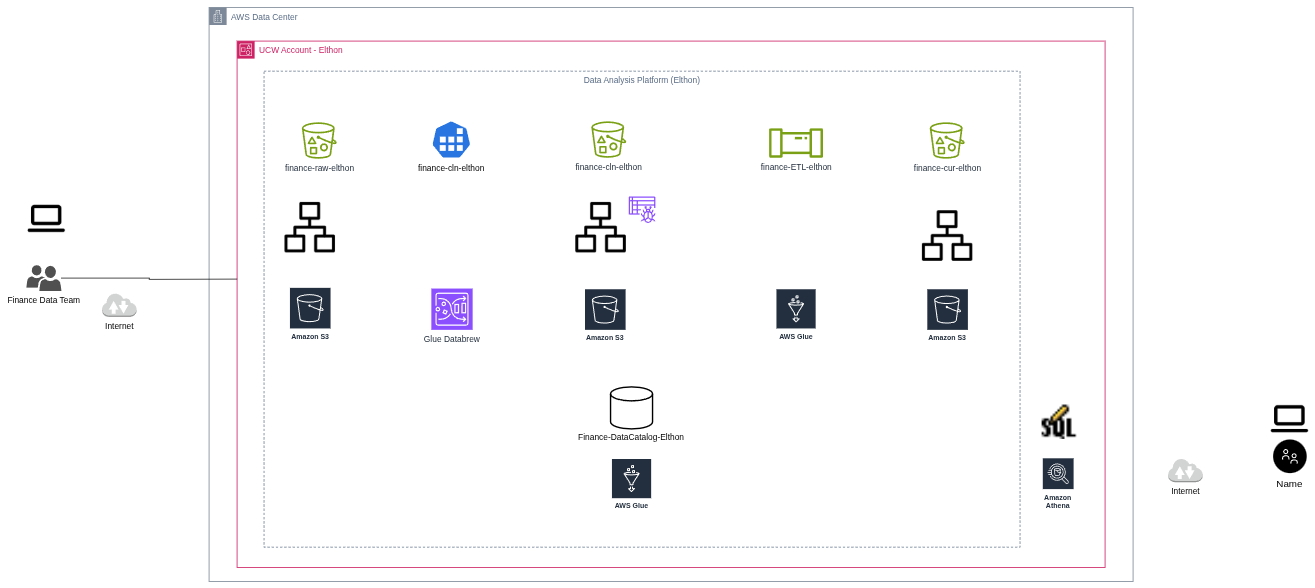 AWS Data Center
UCW Account - Elthon
Data Analysis Platform (Elthon)
finance-raw-elthon
finance-cln-elthon
finance-cln-elthon
finance-ETL-elthon
finance-cur-elthon
Finance Data Team
Internet
Amazon S3
Glue Databrew
Amazon S3
AWS Glue
Amazon S3
Finance-DataCatalog-Elthon
AWS Glue
SQL
Amazon
Athena
Internet
Name